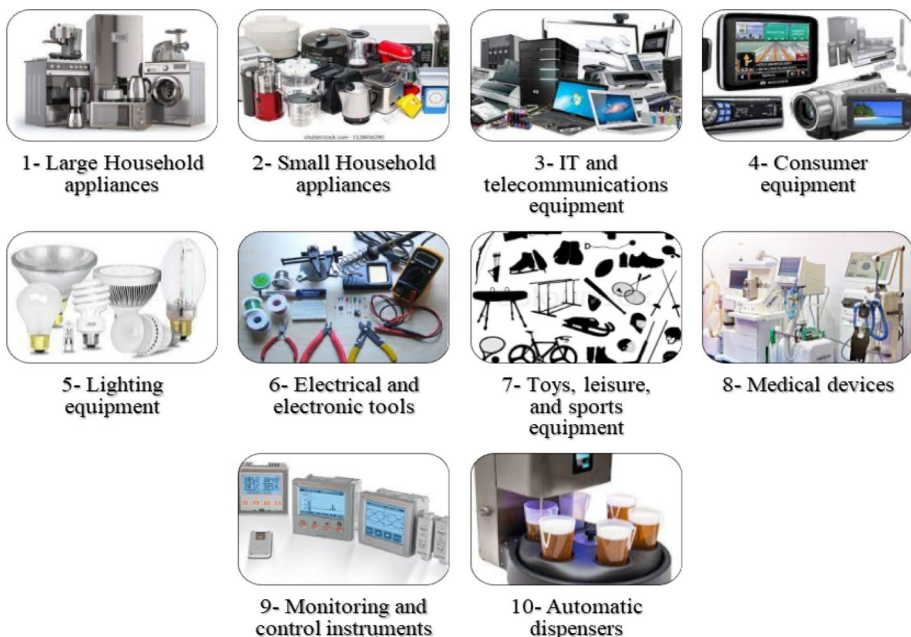 1- Large Household
appliances
2- Small Household
appliances
3- IT and
telecommunications
equipment
4- Consumer
equipment
5- Lighting
equipment
6- Electrical and
electronic tools
7- Toys, leisure,
and sports
equipment
8- Medical devices
9- Monitoring and
control instruments
10- Automatic
dispensers